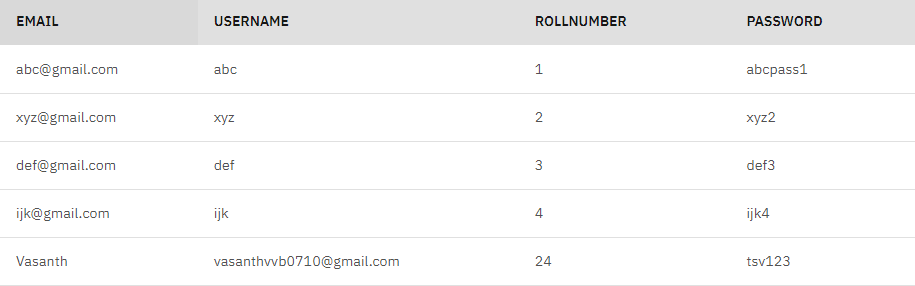 EMAIL USERNAME ROLLNUMBER PASSWORD
abc@gmail.com abc 1 abcpass1
xyz@gmail.com xyz 2 xyz2
def@gmail.com def 3 def3
ijk@gmail.com ijk 4 ijk4
Vasanth vasanthvvb0710@gmail.com 24 tsv123